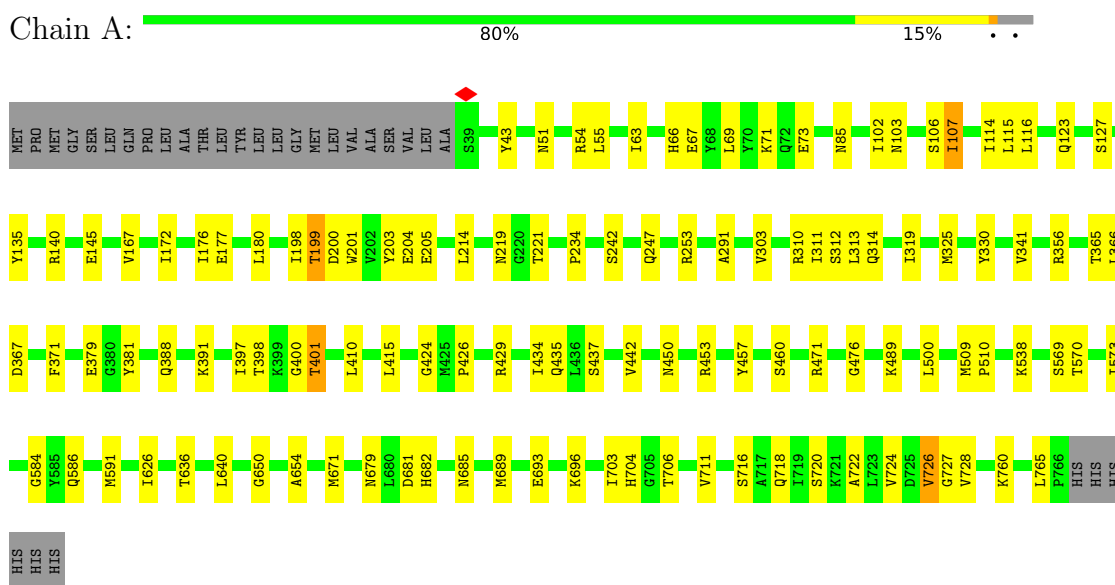 Chain A:
80% 15% • •
MET PRO MET GLY SER LEU LEU GLN PRO LEU ALA THR LEU TYR LEU LEU GLY MET LEU VAL ALA SER VAL LEU ALA S39 Y43 N51 R54 L55 I63 H66 E67 Y68 L69 Y70 K71 Q72 E73 N85 I102 N103 S106 I107 I114 L115 L116 Q123 S127
Y135 R140 E145 V167 I172 I176 E177 L180 I198 T199 D200 W201 V202 Y203 E204 E205 L214 N219 G220 T221 P234 S242 Q247 R253 A291 V303 R310 I311 S312 L313 Q314 I319 M325 Y330 V341 R356 T365 L366
D367 F371 E379 G380 Y381 Q388 K391 I397 T398 K399 G400 T401 L410 L415 G424 M425 P426 R429 I434 Q435 L436 S437 V442 N450 R453 Y457 S460 R471 G476 K489 L500 M509 P510 K538 S569 T570 I573
G584 Y585 Q586 M591 I626 T636 L640 G650 A654 M671 N679 L680 D681 H682 N685 M689 E693 K696 I703 H704 G705 T706 V711 S716 A717 Q718 I719 S720 K721 A722 L723 V724 D725 V726 G727 V728 K760 L765 P766 HIS HIS HIS
HIS HIS HIS